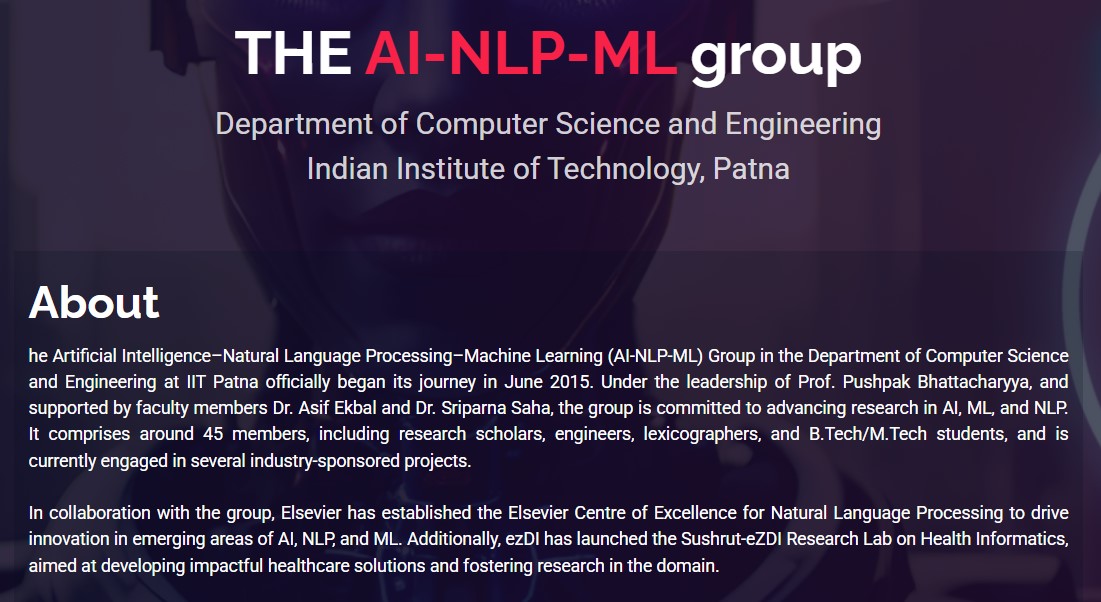 THE AI-NLP-ML group
Department of Computer Science and Engineering
Indian Institute of Technology, Patna
About
he Artificial Intelligence–Natural Language Processing–Machine Learning (AI-NLP-ML) Group in the Department of Computer Science
and Engineering at IIT Patna officially began its journey in June 2015. Under the leadership of Prof. Pushpak Bhattacharyya, and
supported by faculty members Dr. Asif Ekbal and Dr. Sriparna Saha, the group is committed to advancing research in AI, ML, and NLP.
It comprises around 45 members, including research scholars, engineers, lexicographers, and B.Tech/M.Tech students, and is
currently engaged in several industry-sponsored projects.
In collaboration with the group, Elsevier has established the Elsevier Centre of Excellence for Natural Language Processing to drive
innovation in emerging areas of AI, NLP, and ML. Additionally, ezDI has launched the Sushrut-eZDI Research Lab on Health Informatics,
aimed at developing impactful healthcare solutions and fostering research in the domain.